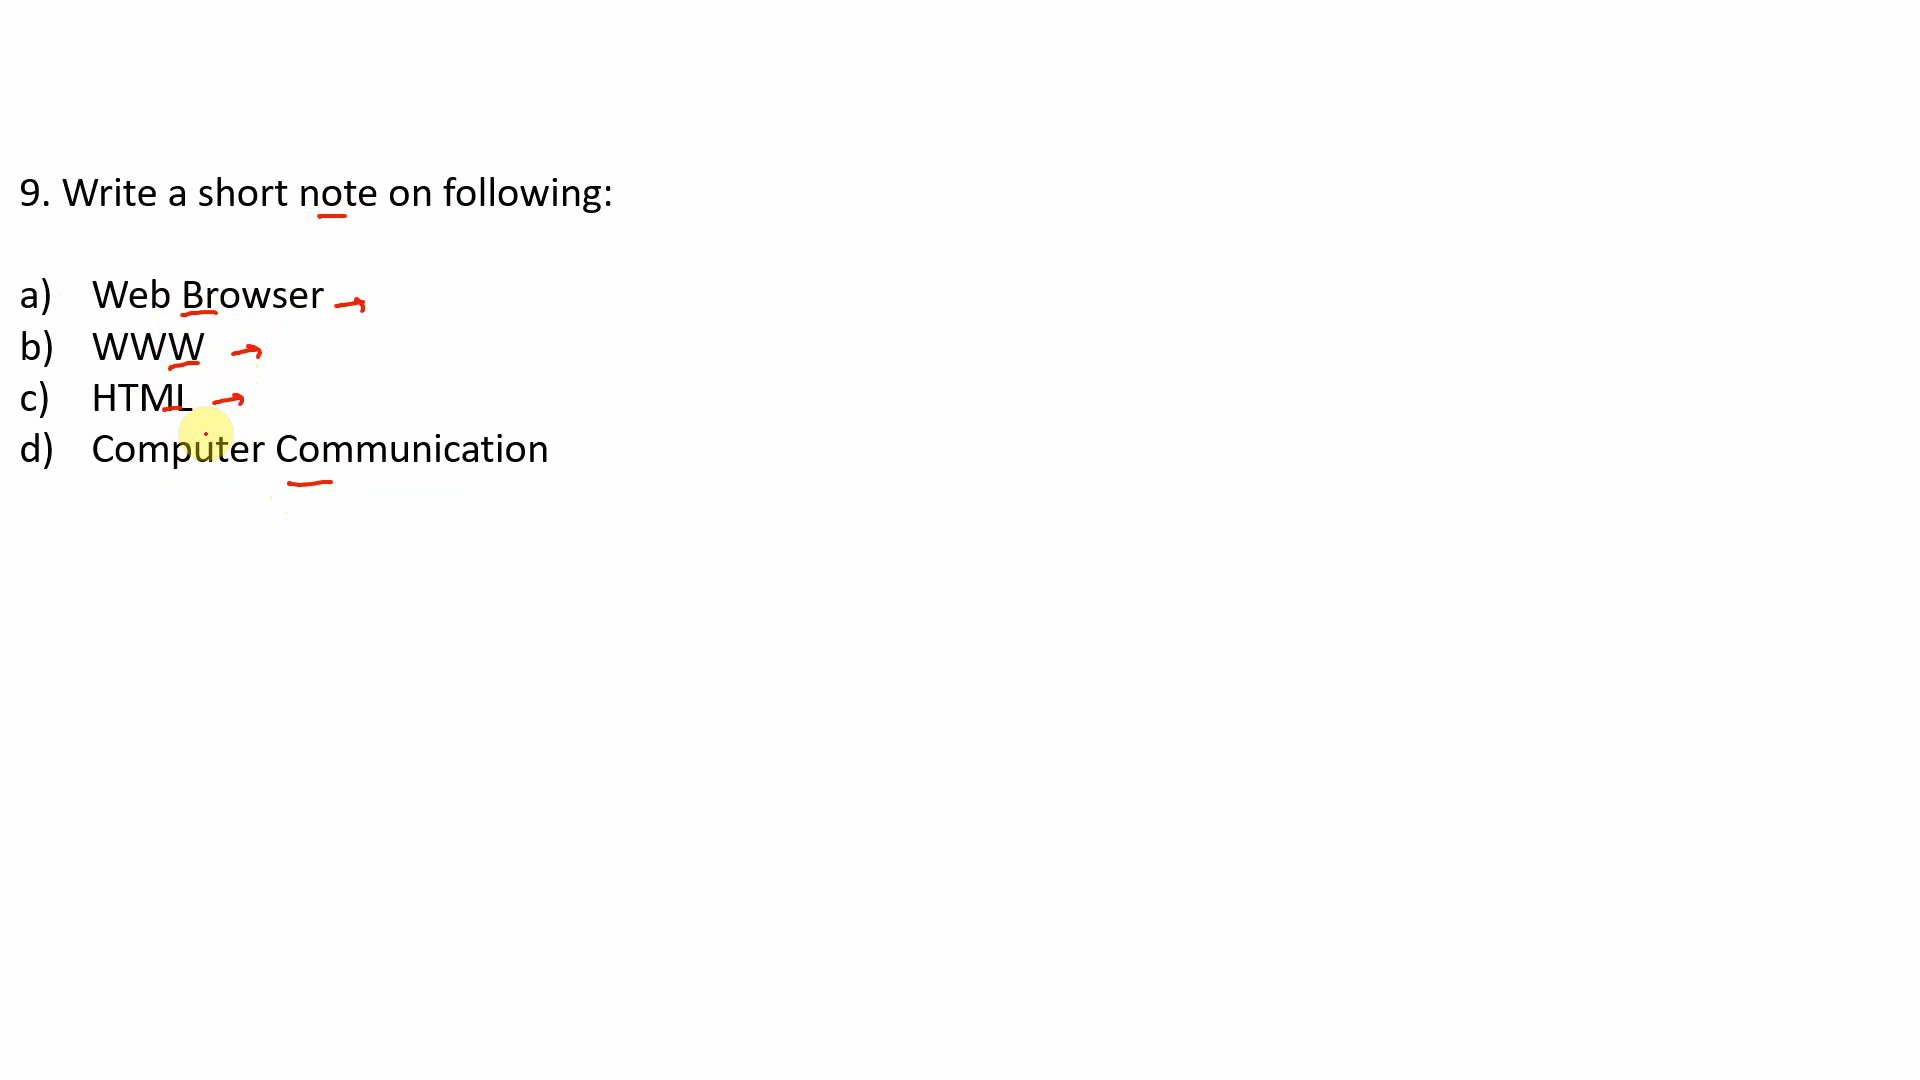 9. Write a short note on following:
a) Web Browser
b) WWW
c) HTML
d) Computer Communication